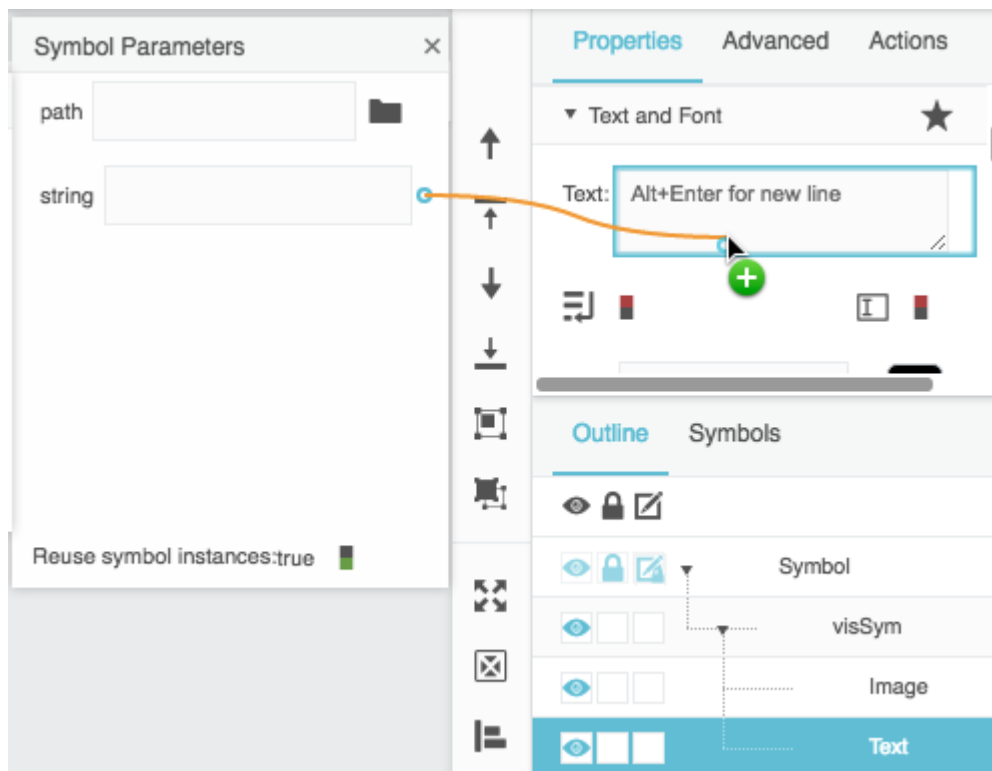 Symbol Parameters
path
string
Reuse symbol instances:true
Properties Advanced Actions
Text and Font
Text: Alt+Enter for new line
Outline Symbols
Symbol
visSym
Image
Text